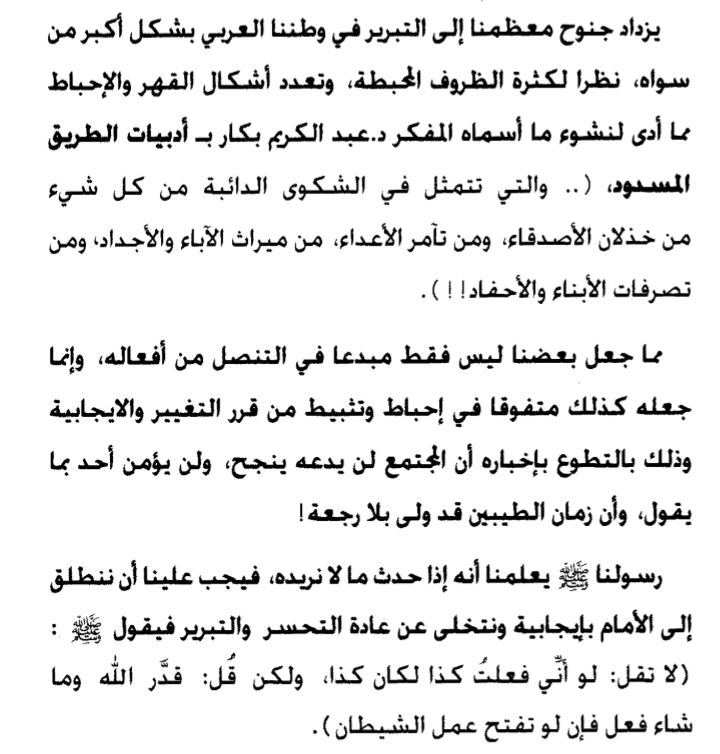 يزداد جنوح معظمنا إلى التبرير في وطننا العربي بشكل أكبر من
سواه، نظرا لكثرة الظروف المحبطة، وتعدد أشكال القهر والإحباط
مما أدى لنشوء ما أسماه المفكر د.عبد الكريم بكار بـ أدبيات الطريق
المسدود، (.. والتي تتمثل في الشكوى الدائبة من كل شيء
من خذلان الأصدقاء، ومن تآمر الأعداء، من ميراث الآباء والأجداد، ومن
تصرفات الأبناء والأحفاد!!).
مما جعل بعضنا ليس فقط مبدعا في التنصل من أفعاله، وإنما
جعله كذلك متفوقا في إحباط وتثبيط من قرر التغيير والايجابية
وذلك بالتطوع بإخباره أن المجتمع لن يدعه ينجح، ولن يؤمن أحد بما
يقول، وأن زمان الطيبين قد ولى بلا رجعة!
رسولنا ﷺ يعلمنا أنه إذا حدث ما لا نريده، فيجب علينا أن ننطلق
إلى الأمام بإيجابية ونتخلى عن عادة التحسر والتبرير فيقول ﷺ :
(لا تقل: لو أنِّي فعلتُ كذا لكان كذا، ولكن قُل: قدَّر الله وما
شاء فعل فإن لو تفتح عمل الشيطان).